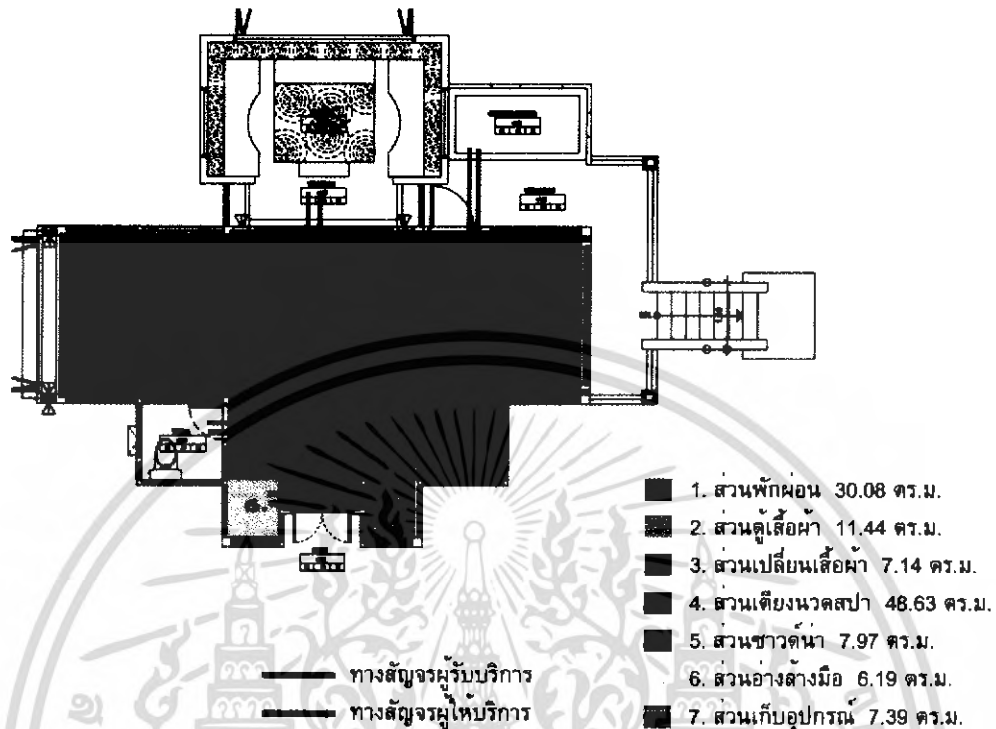 1. ส่วนพักผ่อน 30.08 ตร.ม.
2. ส่วนตู้เสื้อผ้า 11.44 ตร.ม.
3. ส่วนเปลี่ยนเสื้อผ้า 7.14 ตร.ม.
4. ส่วนเตียงนวดสปา 48.63 ตร.ม.
5. ส่วนซาวด์น่า 7.97 ตร.ม.
6. ส่วนอ่างล้างมือ 6.19 ตร.ม.
7. ส่วนเก็บอุปกรณ์ 7.39 ตร.ม.
ทางสัญจรผู้รับบริการ
ทางสัญจรผู้ให้บริการ